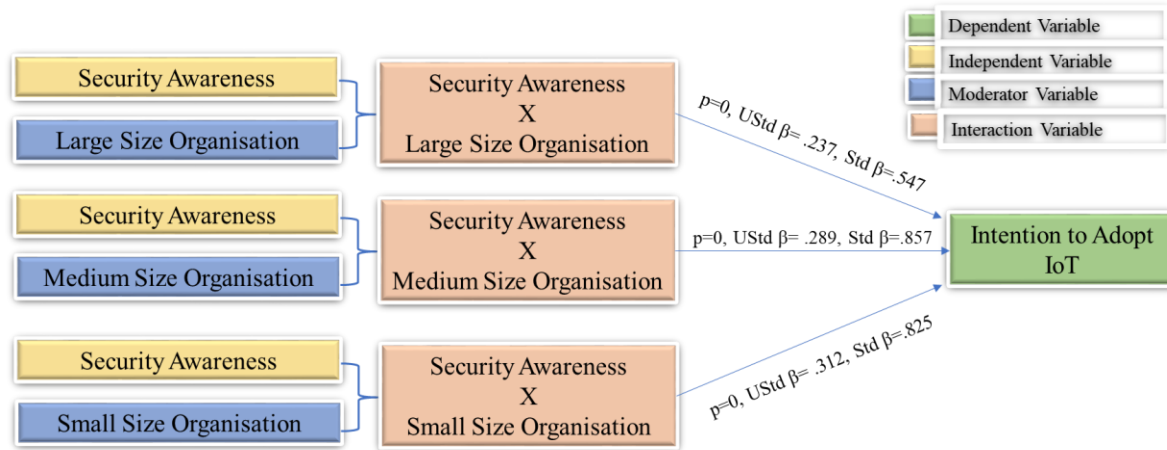 Dependent Variable
Independent Variable
Moderator Variable
Interaction Variable
Security Awareness
Large Size Organisation
Security Awareness
X
Large Size Organisation
p=0, UStd β= .237, Std β=.547
Security Awareness
Medium Size Organisation
Security Awareness
X
Medium Size Organisation
p=0, UStd β= .289, Std β=.857
Intention to Adopt
IoT
Security Awareness
Small Size Organisation
Security Awareness
X
Small Size Organisation
p=0, UStd β= .312, Std β=.825